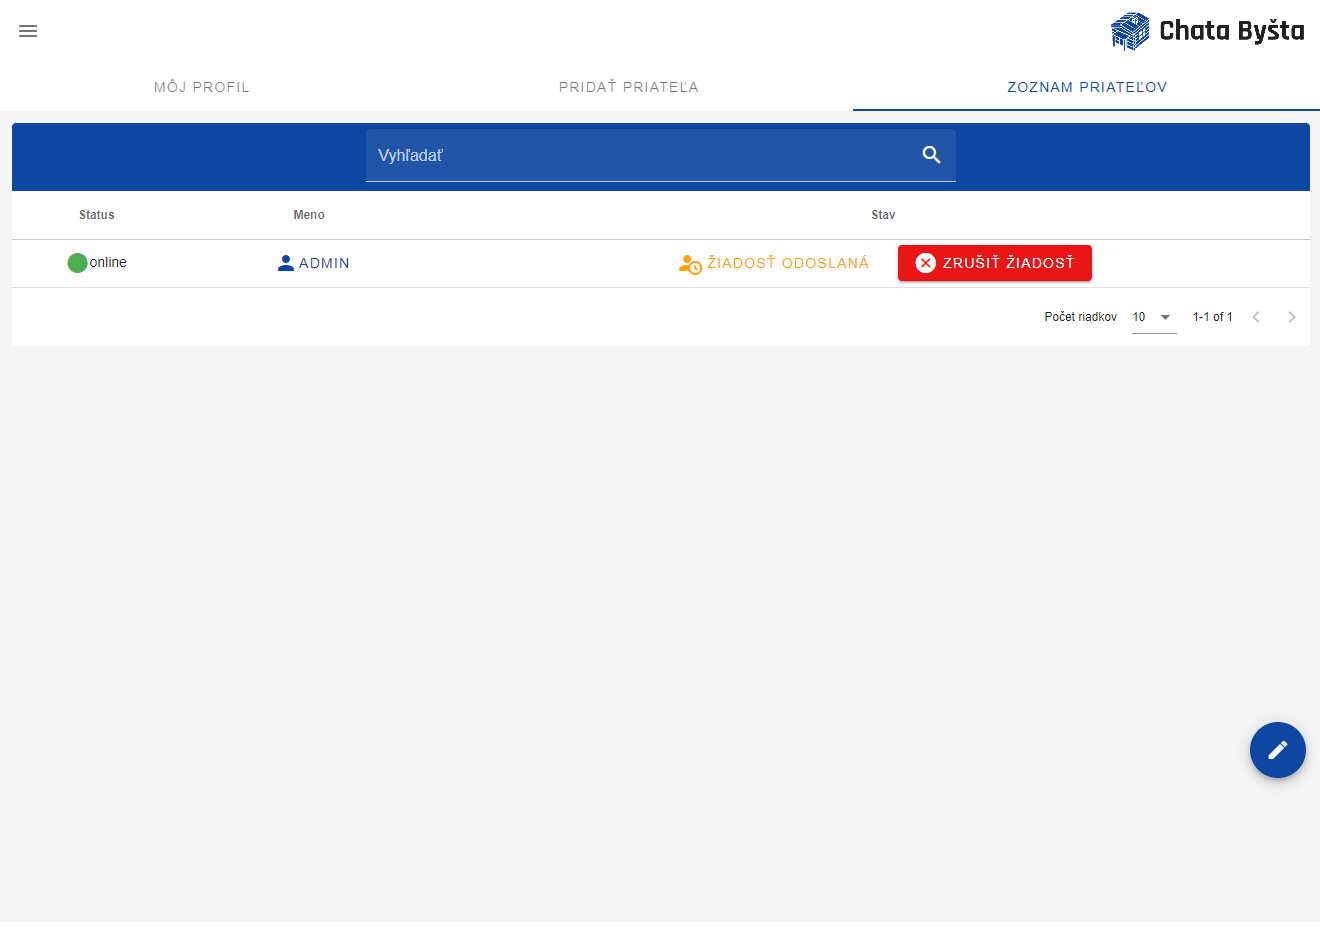 Chata Byšta
MÔJ PROFIL PRIDAŤ PRIATEĽA ZOZNAM PRIATEĽOV
Vyhľadať
Status Meno Stav
online ADMIN ŽIADOSŤ ODOSLANÁ ZRUŠIŤ ŽIADOSŤ
Počet riadkov 10 1-1 of 1